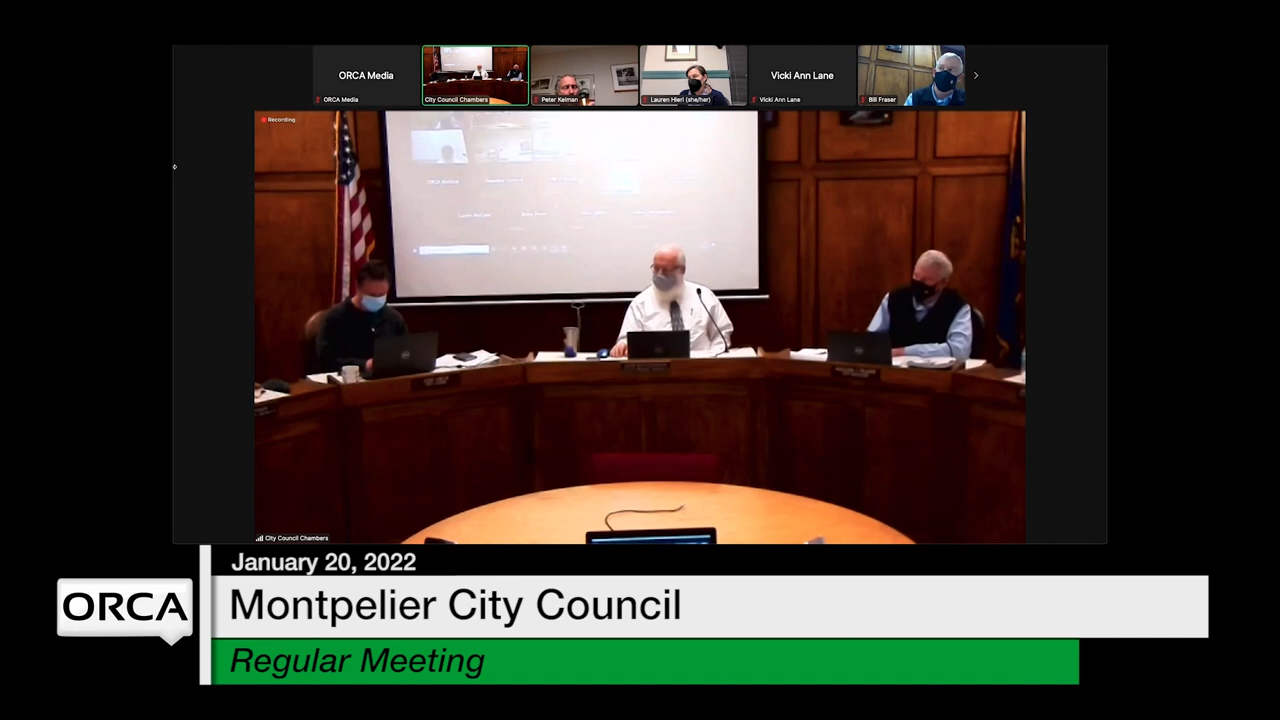 ORCA Media
Vicki Ann Lane
ORCA Media
City Council Chambers
Peter Kelman
Lauren Hierl (she/her)
Vicki Ann Lane
Bill Fraser
Recording
City Council Chambers
January 20, 2022
ORCA
Montpelier City Council
Regular Meeting